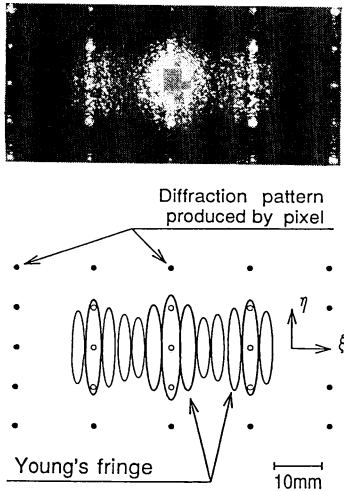 Diffraction pattern
produced by pixel
η
ξ
Young's fringe
10mm